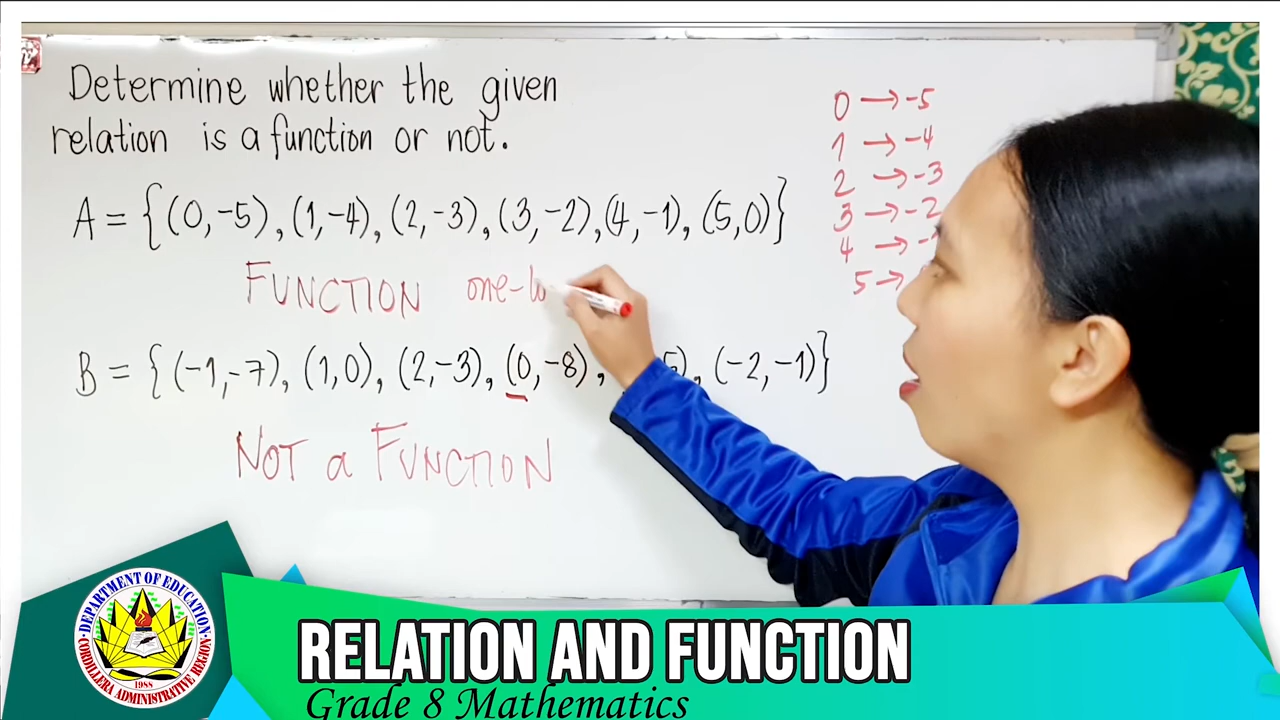 Determine whether the given
relation is a function or not.
A = {(0,-5), (1,-4), (2,-3), (3,-2), (4,-1), (5,0)}
FUNCTION one-
B = {(-1,-7), (1,0), (2,-3), (0,-8), 5), (-2,-1)}
NOT a FUNCTION
0 → -5
1 → -4
2 → -3
3 → -2
4 → -1
5 →
DEPARTMENT OF EDUCATION
CORDILLERA ADMINISTRATIVE REGION
1988
RELATION AND FUNCTION
Grade 8 Mathematics